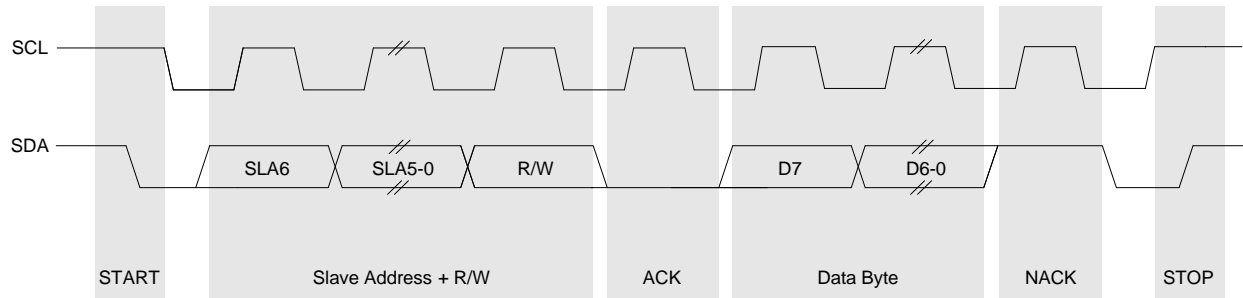 SCL
SDA
SLA6 SLA5-0 R/W D7 D6-0
START Slave Address + R/W ACK Data Byte NACK STOP